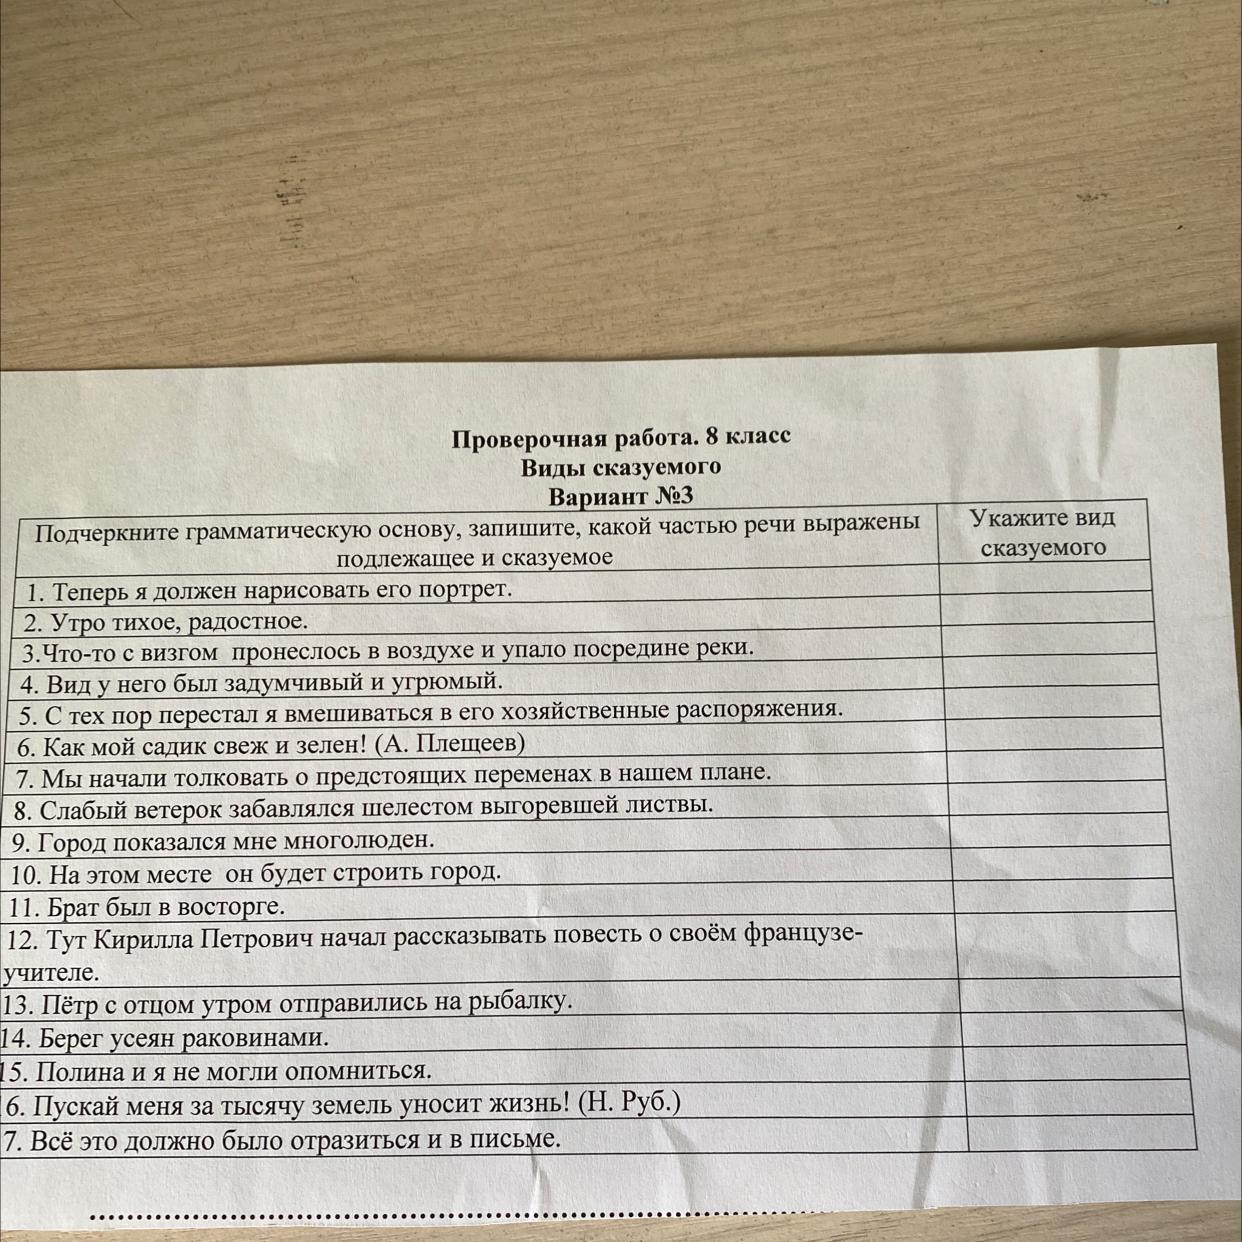 Проверочная работа. 8 класс
Виды сказуемого
Вариант №3
Подчеркните грамматическую основу, запишите, какой частью речи выражены
подлежащее и сказуемое
Укажите вид
сказуемого
1. Теперь я должен нарисовать его портрет.
2. Утро тихое, радостное.
3.Что-то с визгом пронеслось в воздухе и упало посредине реки.
4. Вид у него был задумчивый и угрюмый.
5. С тех пор перестал я вмешиваться в его хозяйственные распоряжения.
6. Как мой садик свеж и зелен! (А. Плещеев)
7. Мы начали толковать о предстоящих переменах в нашем плане.
8. Слабый ветерок забавлялся шелестом выгоревшей листвы.
9. Город показался мне многолюден.
10. На этом месте он будет строить город.
11. Брат был в восторге.
12. Тут Кирилла Петрович начал рассказывать повесть о своём французе-
учителе.
13. Пётр с отцом утром отправились на рыбалку.
14. Берег усеян раковинами.
15. Полина и я не могли опомниться.
6. Пускай меня за тысячу земель уносит жизнь! (Н. Руб.)
7. Всё это должно было отразиться и в письме.